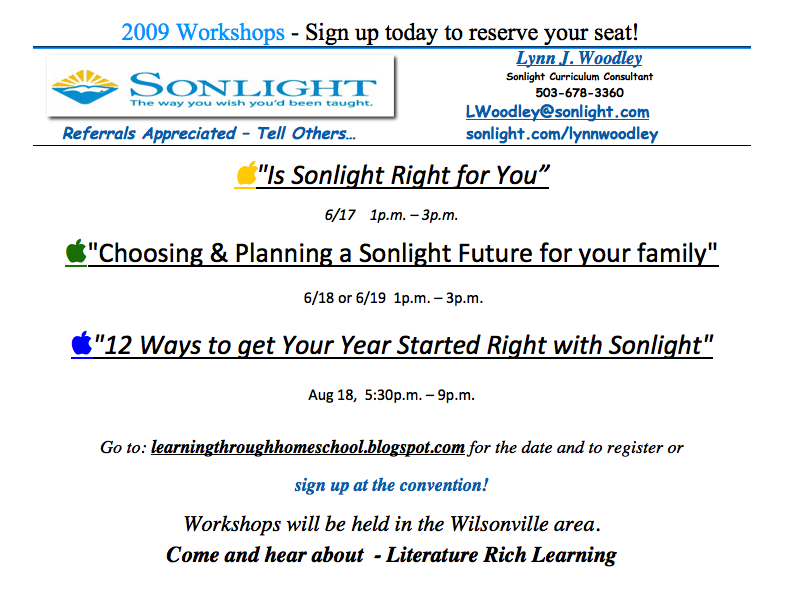 2009 Workshops - Sign up today to reserve your seat!
SONLIGHT
The way you wish you'd been taught.
Referrals Appreciated – Tell Others…
Lynn J. Woodley
Sonlight Curriculum Consultant
503-678-3360
LWoodley@sonlight.com
sonlight.com/lynnwoodley
"Is Sonlight Right for You”
6/17 1p.m. – 3p.m.
"Choosing & Planning a Sonlight Future for your family"
6/18 or 6/19 1p.m. – 3p.m.
"12 Ways to get Your Year Started Right with Sonlight"
Aug 18, 5:30p.m. – 9p.m.
Go to: learningthroughhomeschool.blogspot.com for the date and to register or
sign up at the convention!
Workshops will be held in the Wilsonville area.
Come and hear about - Literature Rich Learning